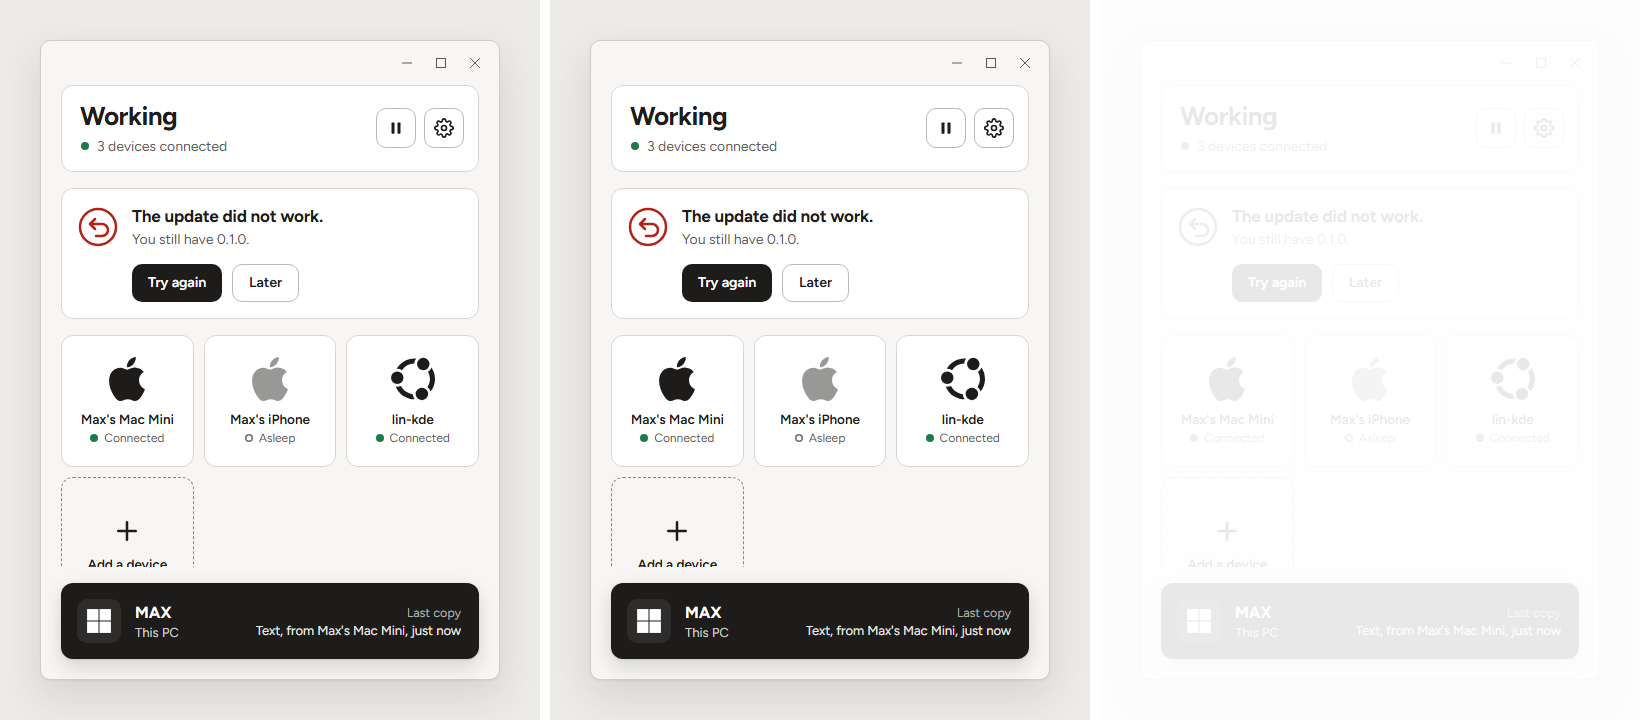 Working
3 devices connected
The update did not work.
You still have 0.1.0.
Try again
Later
Max's Mac Mini
Connected
Max's iPhone
Asleep
lin-kde
Connected
Add a device
MAX
This PC
Last copy
Text, from Max's Mac Mini, just now
Working
3 devices connected
The update did not work.
You still have 0.1.0.
Try again
Later
Max's Mac Mini
Connected
Max's iPhone
Asleep
lin-kde
Connected
Add a device
MAX
This PC
Last copy
Text, from Max's Mac Mini, just now
Working
3 devices connected
The update did not work.
You still have 0.1.0.
Try again
Later
Max's Mac Mini
Connected
Max's iPhone
Asleep
lin-kde
Connected
Add a device
MAX
This PC
Last copy
Text, from Max's Mac Mini, just now